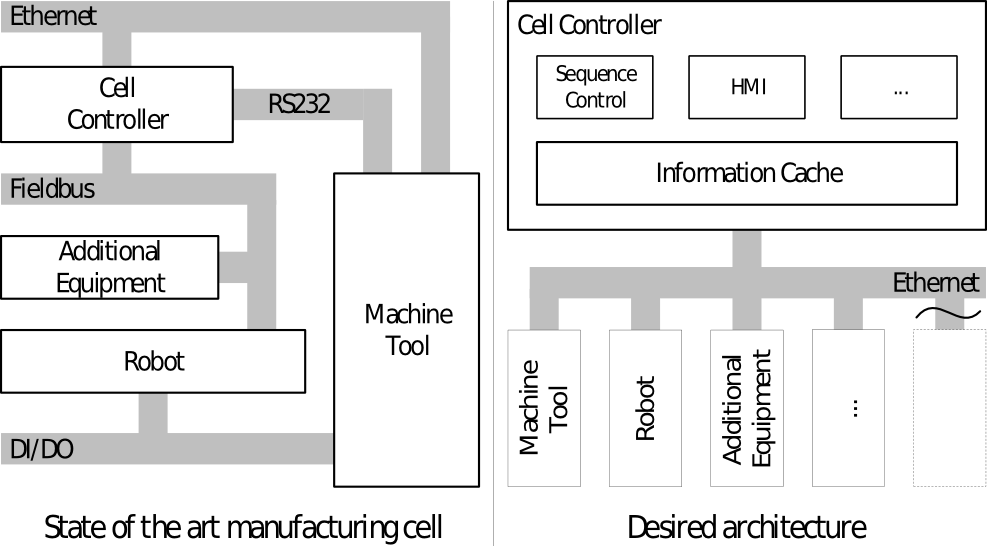 Ethernet
Cell
Controller
RS232
Fieldbus
Additional
Equipment
Robot
Machine
Tool
DI/DO
State of the art manufacturing cell
Cell Controller
Sequence
Control
HMI
...
Information Cache
Ethernet
Machine
Tool
Robot
Additional
Equipment
...
Desired architecture